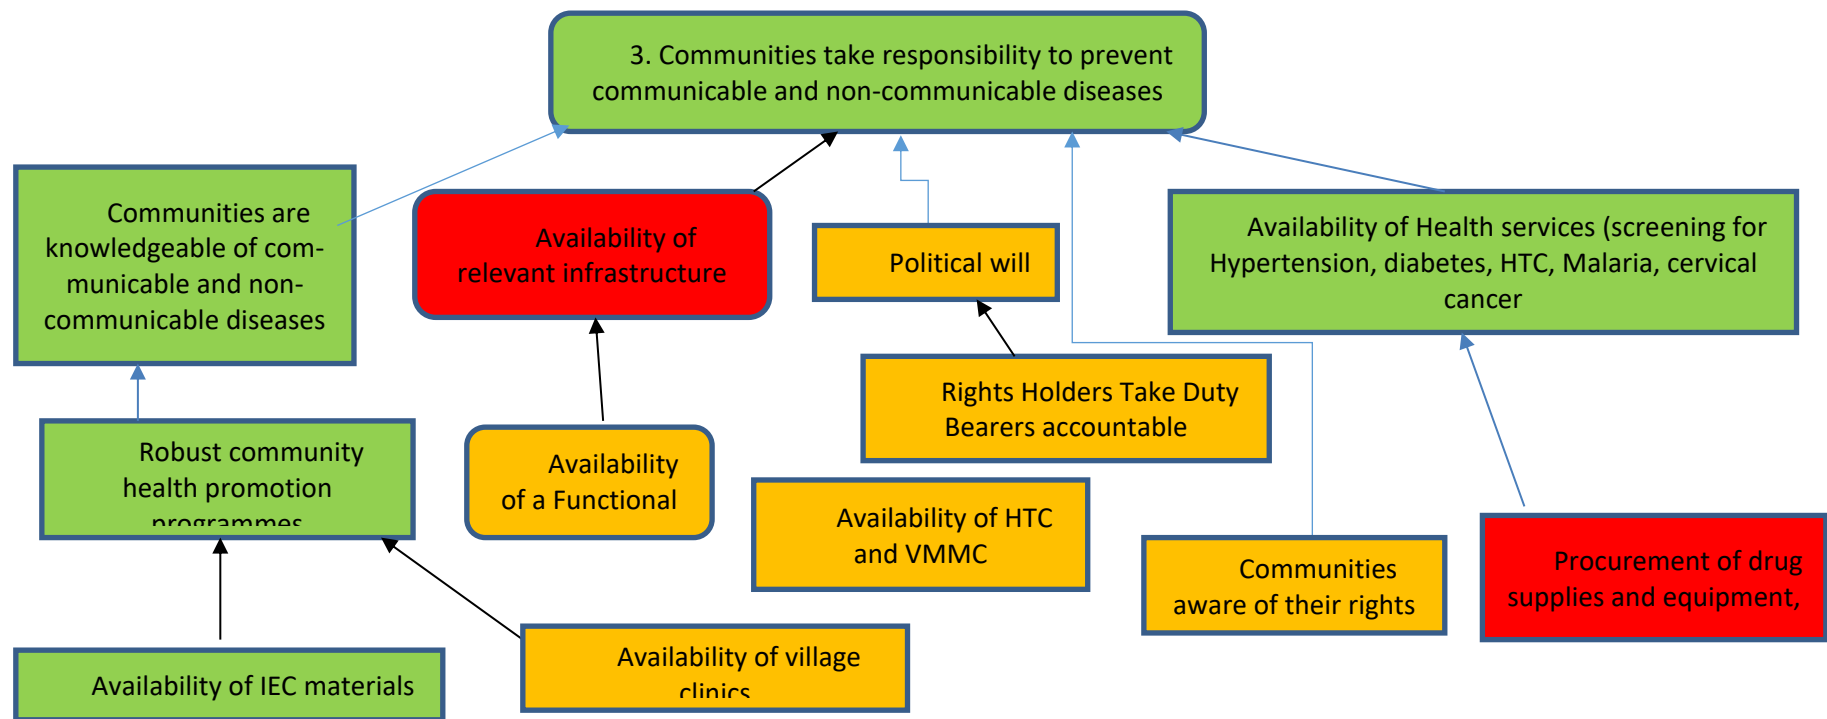 3. Communities take responsibility to prevent
communicable and non-communicable diseases
Communities are
knowledgeable of com-
municable and non-
communicable diseases
Availability of
relevant infrastructure
Political will
Availability of Health services (screening for
Hypertension, diabetes, HTC, Malaria, cervical
cancer
Rights Holders Take Duty
Bearers accountable
Robust community
health promotion
programmes
Availability
of a Functional
Availability of HTC
and VMMC
Communities
aware of their rights
Procurement of drug
supplies and equipment,
Availability of IEC materials
Availability of village
clinics